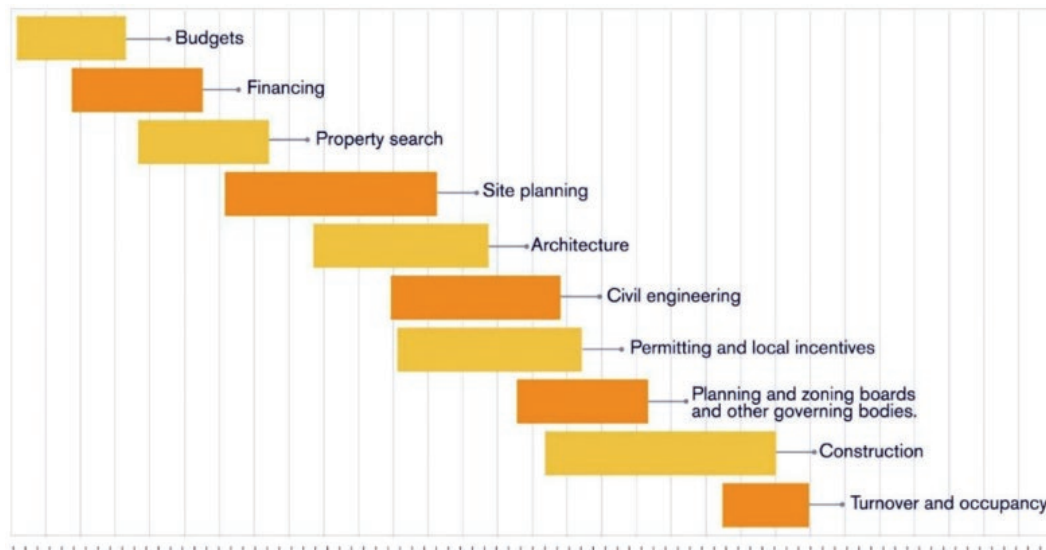 Budgets
Financing
Property search
Site planning
Architecture
Civil engineering
Permitting and local incentives
Planning and zoning boards
and other governing bodies.
Construction
Turnover and occupancy